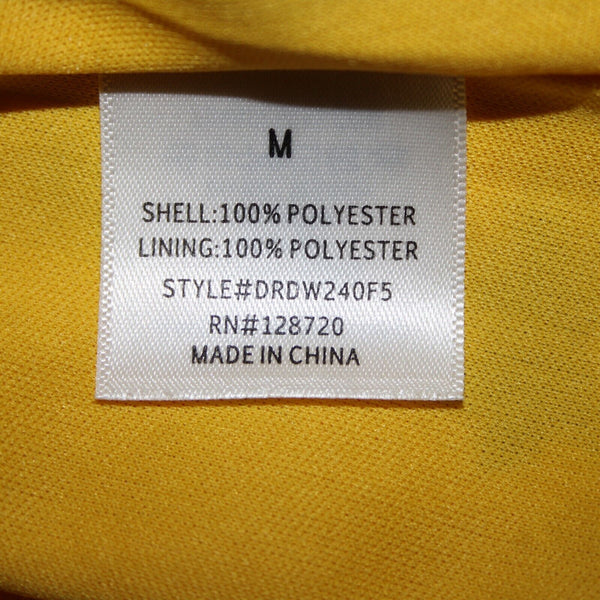 M
SHELL:100% POLYESTER
LINING:100% POLYESTER
STYLE#DRDW240F5
RN#128720
MADE IN CHINA